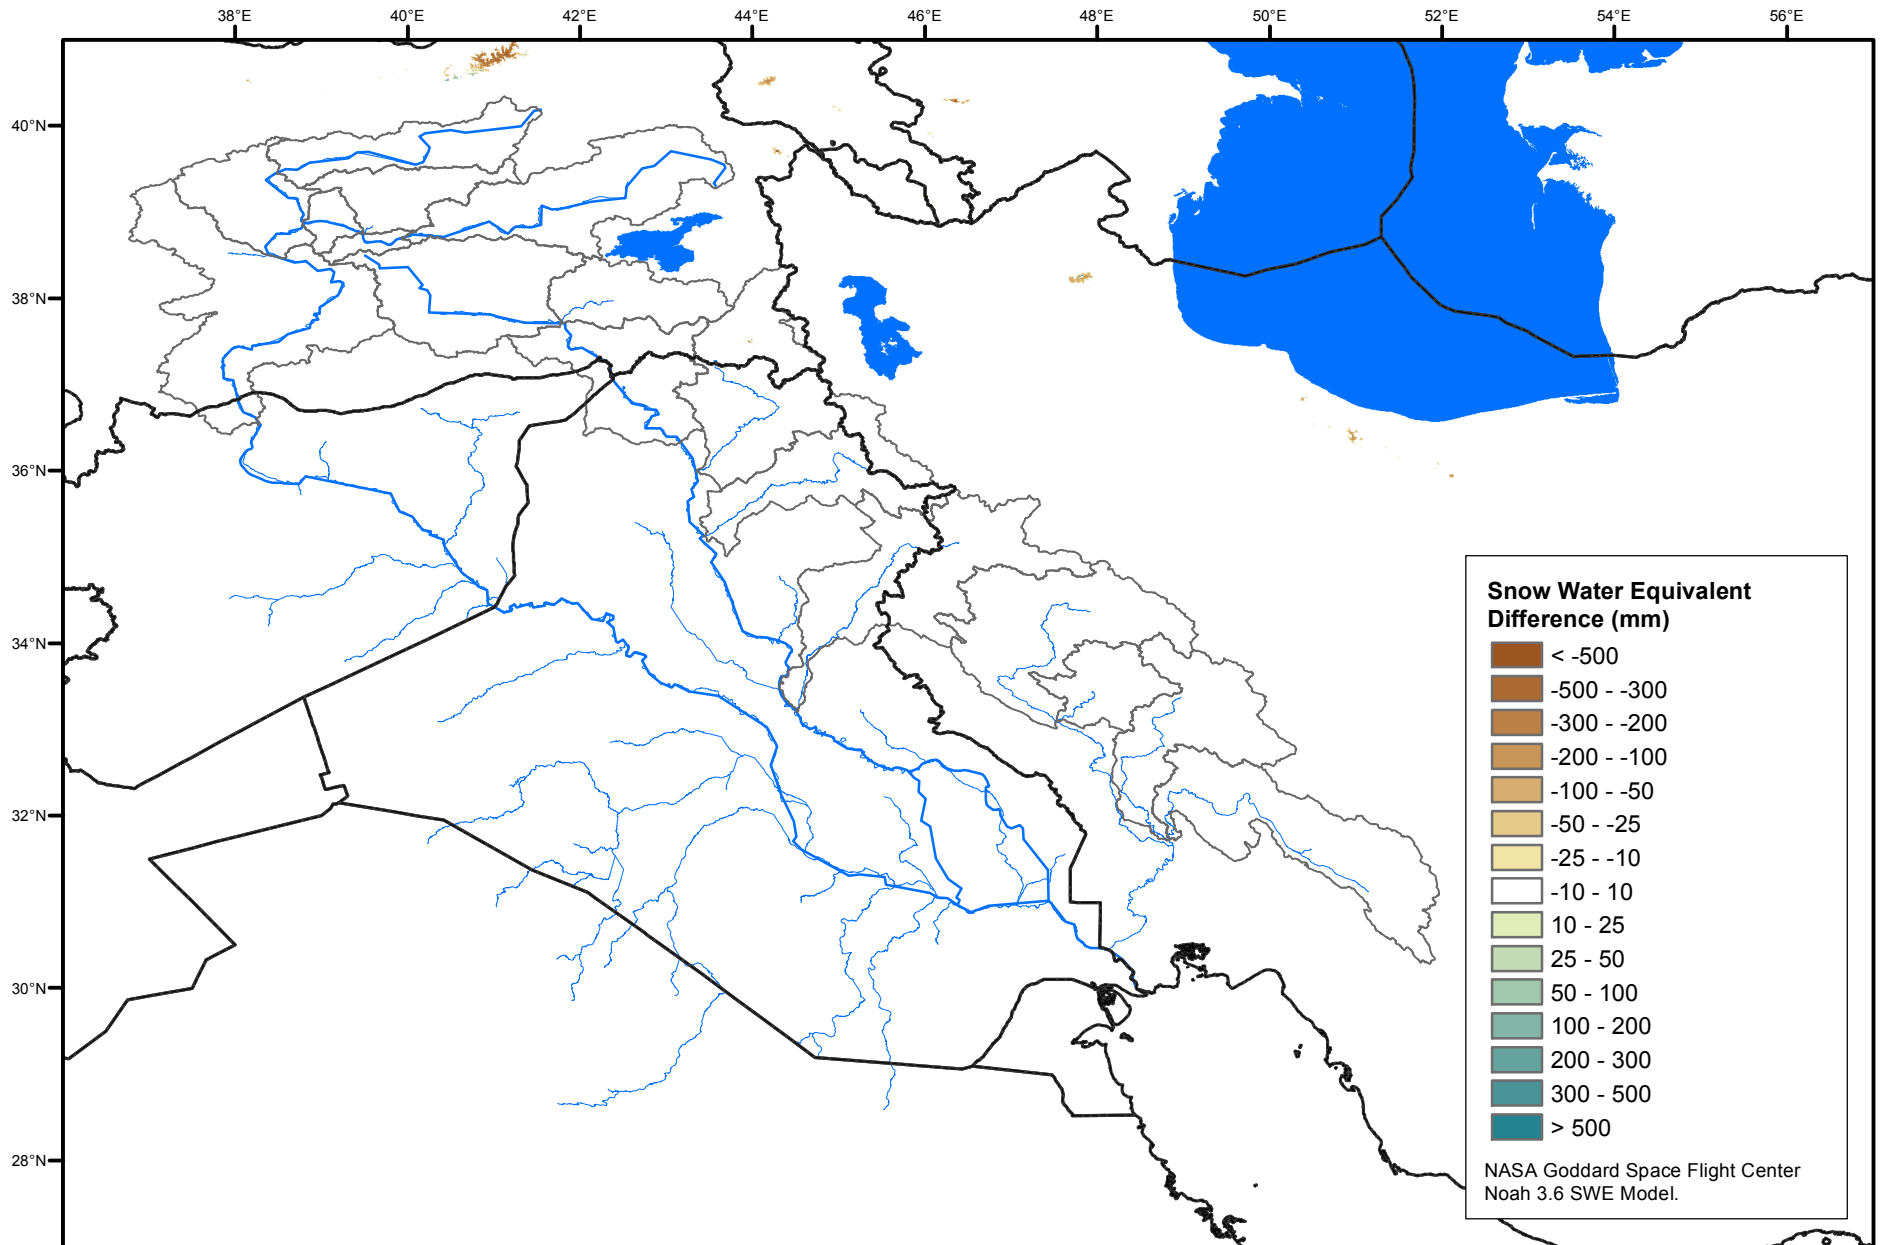 38°E 40°E 42°E 44°E 46°E 48°E 50°E 52°E 54°E 56°E
40°N
38°N
36°N
34°N
32°N
30°N
28°N
Snow Water Equivalent
Difference (mm)
< -500
-500 - -300
-300 - -200
-200 - -100
-100 - -50
-50 - -25
-25 - -10
-10 - 10
10 - 25
25 - 50
50 - 100
100 - 200
200 - 300
300 - 500
> 500
NASA Goddard Space Flight Center
Noah 3.6 SWE Model.